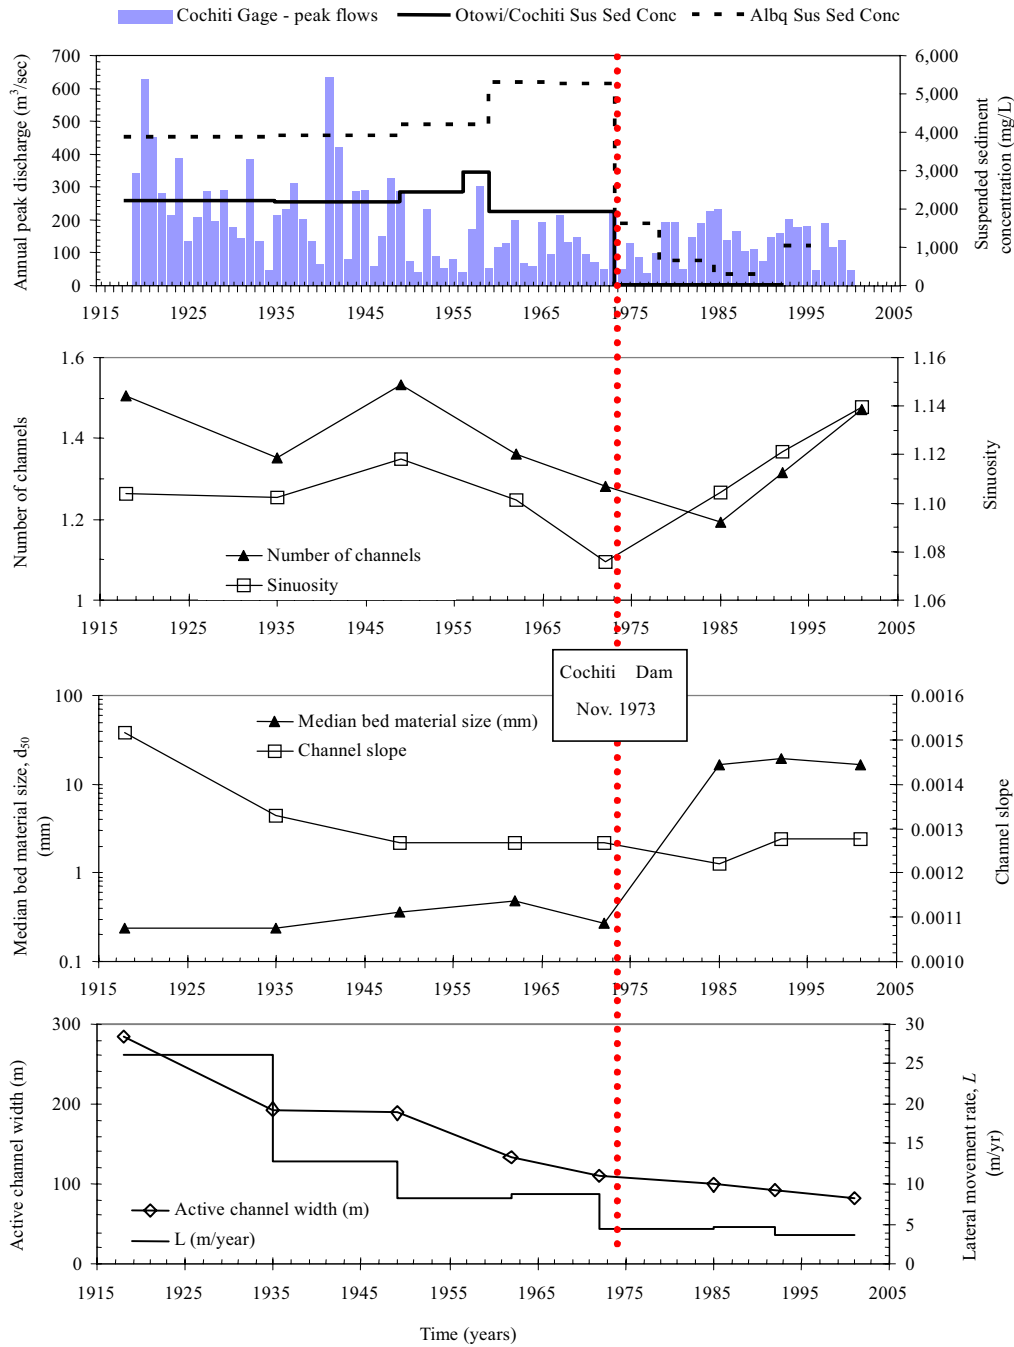 Cochiti Gage - peak flows Otowi/Cochiti Sus Sed Conc Albq Sus Sed Conc
Annual peak discharge (m³/sec)
700
600
500
400
300
200
100
0
6,000
5,000
4,000
3,000
2,000
1,000
0
Suspended sediment
concentration (mg/L)
1915 1925 1935 1945 1955 1965 1975 1985 1995 2005
Number of channels
1.6
1.4
1.2
1
Number of channels
Sinuosity
1.16
1.14
1.12
1.10
1.08
1.06
Sinuosity
1915 1925 1935 1945 1955 1965 1975 1985 1995 2005
Cochiti Dam
Nov. 1973
Median bed material size, d₅₀
(mm)
100
10
1
0.1
Median bed material size (mm)
Channel slope
0.0016
0.0015
0.0014
0.0013
0.0012
0.0011
0.0010
Channel slope
1915 1925 1935 1945 1955 1965 1975 1985 1995 2005
Active channel width (m)
300
200
100
0
Active channel width (m)
L (m/year)
30
25
20
15
10
5
0
Lateral movement rate, L
(m/yr)
1915 1925 1935 1945 1955 1965 1975 1985 1995 2005
Time (years)